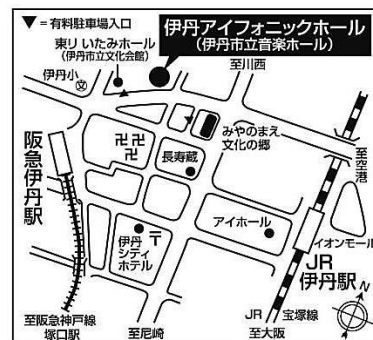 ▼=有料駐車場入口
伊丹アイフォニックホール
(伊丹市立音楽ホール)
東リ いたみホール
(伊丹市立文化会館)
至川西
伊丹小
文
みやのまえ
文化の郷
卍卍
卍
長寿蔵
至空港
阪急伊丹駅
アイホール
イオンモール
伊丹
シティ
ホテル
〒
JR
伊丹駅
N
至阪急神戸線
塚口駅
至尼崎
JR 宝塚線
至大阪